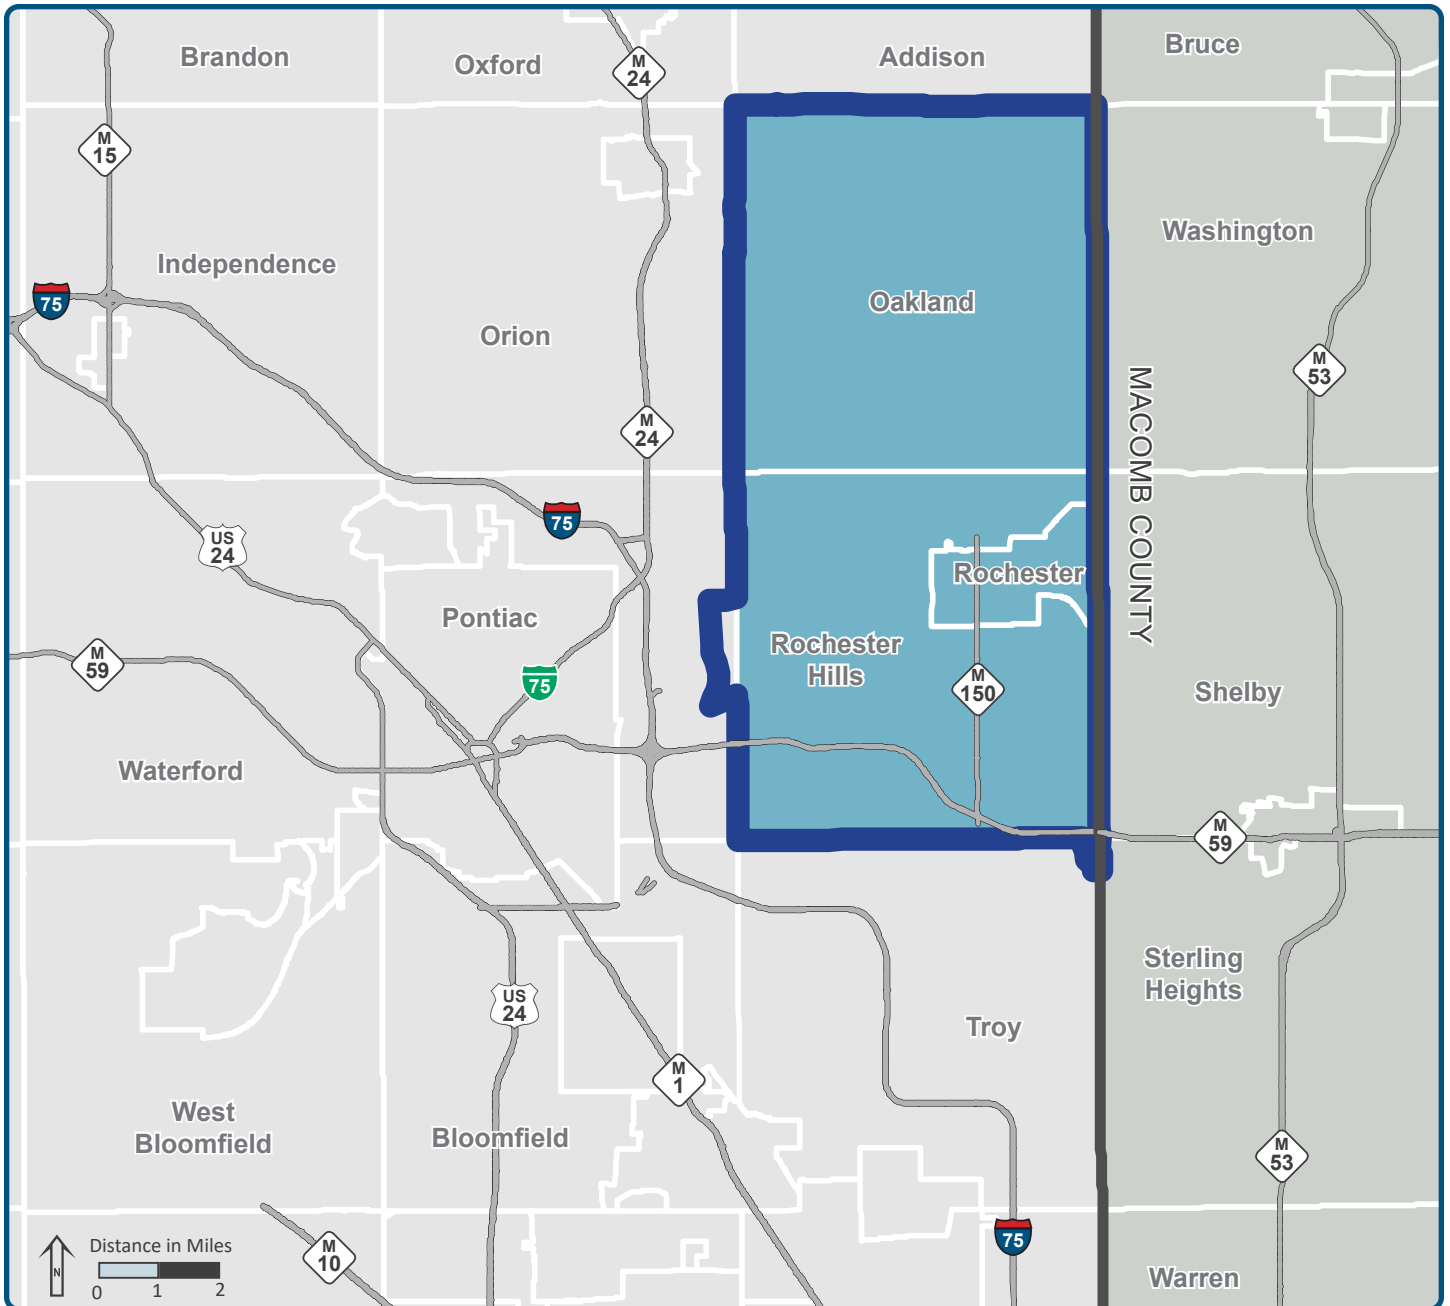 Brandon
Oxford
M
24
Addison
Bruce
M
15
Independence
75
Orion
Oakland
Washington
M
53
M
24
MACOMB COUNTY
75
US
24
Pontiac
Rochester
M
59
75
Rochester
Hills
M
150
Shelby
Waterford
M
59
Sterling
Heights
US
24
Troy
M
1
West
Bloomfield
Bloomfield
M
53
75
M
10
Warren
N
Distance in Miles
0 1 2